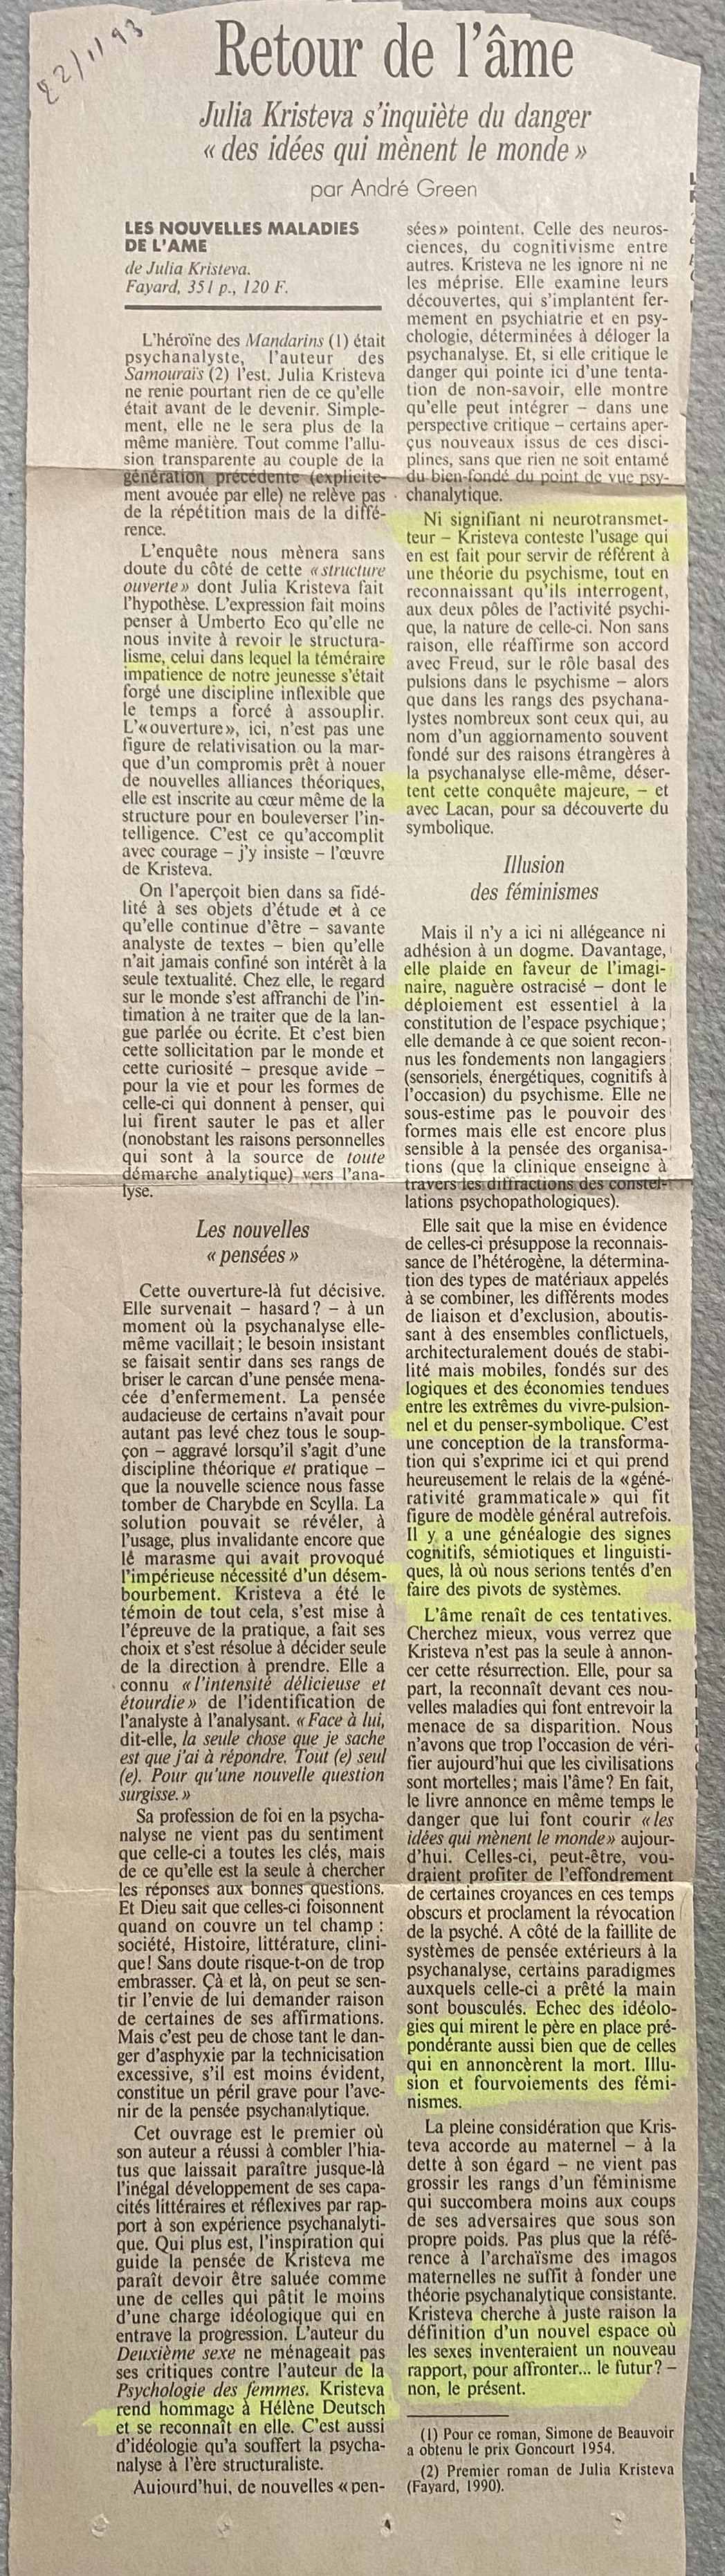 22/1/93
Retour de l'âme
Julia Kristeva s'inquiète du danger
« des idées qui mènent le monde »
par André Green
LES NOUVELLES MALADIES
DE L'AME
de Julia Kristeva.
Fayard, 351 p., 120 F.
L'héroïne des Mandarins (1) était
psychanalyste, l'auteur des
Samouraïs (2) l'est. Julia Kristeva
ne renie pourtant rien de ce qu'elle
était avant de le devenir. Simple-
ment, elle ne le sera plus de la
même manière. Tout comme l'allu-
sion transparente au couple de la
génération précédente (explicite-
ment avouée par elle) ne relève pas
de la répétition mais de la diffé-
rence.
L'enquête nous mènera sans
doute du côté de cette « structure
ouverte » dont Julia Kristeva fait
l'hypothèse. L'expression fait moins
penser à Umberto Eco qu'elle ne
nous invite à revoir le structura-
lisme, celui dans lequel la téméraire
impatience de notre jeunesse s'était
forgé une discipline inflexible que
le temps a forcé à assouplir.
L'« ouverture », ici, n'est pas une
figure de relativisation ou la mar-
que d'un compromis prêt à nouer
de nouvelles alliances théoriques,
elle est inscrite au cœur même de la
structure pour en bouleverser l'in-
telligence. C'est ce qu'accomplit
avec courage – j'y insiste – l'œuvre
de Kristeva.
On l'aperçoit bien dans sa fidé-
lité à ses objets d'étude et à ce
qu'elle continue d'être – savante
analyste de textes – bien qu'elle
n'ait jamais confiné son intérêt à la
seule textualité. Chez elle, le regard
sur le monde s'est affranchi de l'in-
timation à ne traiter que de la lan-
gue parlée ou écrite. Et c'est bien
cette sollicitation par le monde et
cette curiosité – presque avide –
pour la vie et pour les formes de
celle-ci qui donnent à penser, qui
lui firent sauter le pas et aller
(nonobstant les raisons personnelles
qui sont à la source de toute
démarche analytique) vers l'ana-
lyse.
Les nouvelles
« pensées »
Cette ouverture-là fut décisive.
Elle survenait – hasard ? – à un
moment où la psychanalyse elle-
même vacillait ; le besoin insistant
se faisait sentir dans ses rangs de
briser le carcan d'une pensée mena-
cée d'enfermement. La pensée
audacieuse de certains n'avait pour
autant pas levé chez tous le soup-
çon – aggravé lorsqu'il s'agit d'une
discipline théorique et pratique –
que la nouvelle science nous fasse
tomber de Charybde en Scylla. La
solution pouvait se révéler, à
l'usage, plus invalidante encore que
le marasme qui avait provoqué
l'impérieuse nécessité d'un désem-
bourbement. Kristeva a été le
témoin de tout cela, s'est mise à
l'épreuve de la pratique, a fait ses
choix et s'est résolue à décider seule
de la direction à prendre. Elle a
connu « l'intensité délicieuse et
étourdie » de l'identification de
l'analyste à l'analysant. « Face à lui,
dit-elle, la seule chose que je sache
est que j'ai à répondre. Tout (e) seul
(e). Pour qu'une nouvelle question
surgisse. »
Sa profession de foi en la psycha-
nalyse ne vient pas du sentiment
que celle-ci a toutes les clés, mais
de ce qu'elle est la seule à chercher
les réponses aux bonnes questions.
Et Dieu sait que celles-ci foisonnent
quand on couvre un tel champ :
société, Histoire, littérature, clini-
que ! Sans doute risque-t-on de trop
embrasser. Çà et là, on peut se sen-
tir l'envie de lui demander raison
de certaines de ses affirmations.
Mais c'est peu de chose tant le dan-
ger d'asphyxie par la technicisation
excessive, s'il est moins évident,
constitue un péril grave pour l'ave-
nir de la pensée psychanalytique.
Cet ouvrage est le premier où
son auteur a réussi à combler l'hia-
tus que laissait paraître jusque-là
l'inégal développement de ses capa-
cités littéraires et réflexives par rap-
port à son expérience psychanalyti-
que. Qui plus est, l'inspiration qui
guide la pensée de Kristeva me
paraît devoir être saluée comme
une de celles qui pâtit le moins
d'une charge idéologique qui en
entrave la progression. L'auteur du
Deuxième sexe ne ménageait pas
ses critiques contre l'auteur de la
Psychologie des femmes. Kristeva
rend hommage à Hélène Deutsch
et se reconnaît en elle. C'est aussi
d'idéologie qu'a souffert la psycha-
nalyse à l'ère structuraliste.
Aujourd'hui, de nouvelles « pen-
sées » pointent. Celle des neuros-
ciences, du cognitivisme entre
autres. Kristeva ne les ignore ni ne
les méprise. Elle examine leurs
découvertes, qui s'implantent fer-
mement en psychiatrie et en psy-
chologie, déterminées à déloger la
psychanalyse. Et, si elle critique le
danger qui pointe ici d'une tenta-
tion de non-savoir, elle montre
qu'elle peut intégrer – dans une
perspective critique – certains aper-
çus nouveaux issus de ces disci-
plines, sans que rien ne soit entamé
du bien-fondé du point de vue psy-
chanalytique.
Ni signifiant ni neurotransmet-
teur – Kristeva conteste l'usage qui
en est fait pour servir de référent à
une théorie du psychisme, tout en
reconnaissant qu'ils interrogent,
aux deux pôles de l'activité psychi-
que, la nature de celle-ci. Non sans
raison, elle réaffirme son accord
avec Freud, sur le rôle basal des
pulsions dans le psychisme – alors
que dans les rangs des psychana-
lystes nombreux sont ceux qui, au
nom d'un aggiornamento souvent
fondé sur des raisons étrangères à
la psychanalyse elle-même, déser-
tent cette conquête majeure, – et
avec Lacan, pour sa découverte du
symbolique.
Illusion
des féminismes
Mais il n'y a ici ni allégeance ni
adhésion à un dogme. Davantage,
elle plaide en faveur de l'imagi-
naire, naguère ostracisé – dont le
déploiement est essentiel à la
constitution de l'espace psychique ;
elle demande à ce que soient recon-
nus les fondements non langagiers
(sensoriels, énergétiques, cognitifs à
l'occasion) du psychisme. Elle ne
sous-estime pas le pouvoir des
formes mais elle est encore plus
sensible à la pensée des organisa-
tions (que la clinique enseigne à
travers les diffractions des constel-
lations psychopathologiques).
Elle sait que la mise en évidence
de celles-ci présuppose la reconnais-
sance de l'hétérogène, la détermina-
tion des types de matériaux appelés
à se combiner, les différents modes
de liaison et d'exclusion, aboutis-
sant à des ensembles conflictuels,
architecturalement doués de stabi-
lité mais mobiles, fondés sur des
logiques et des économies tendues
entre les extrêmes du vivre-pulsion-
nel et du penser-symbolique. C'est
une conception de la transforma-
tion qui s'exprime ici et qui prend
heureusement le relais de la « géné-
rativité grammaticale » qui fit
figure de modèle général autrefois.
Il y a une généalogie des signes
cognitifs, sémiotiques et linguisti-
ques, là où nous serions tentés d'en
faire des pivots de systèmes.
L'âme renaît de ces tentatives.
Cherchez mieux, vous verrez que
Kristeva n'est pas la seule à annon-
cer cette résurrection. Elle, pour sa
part, la reconnaît devant ces nou-
velles maladies qui font entrevoir la
menace de sa disparition. Nous
n'avons que trop l'occasion de véri-
fier aujourd'hui que les civilisations
sont mortelles ; mais l'âme ? En fait,
le livre annonce en même temps le
danger que lui font courir « les
idées qui mènent le monde » aujour-
d'hui. Celles-ci, peut-être, vou-
draient profiter de l'effondrement
de certaines croyances en ces temps
obscurs et proclament la révocation
de la psyché. A côté de la faillite de
systèmes de pensée extérieurs à la
psychanalyse, certains paradigmes
auxquels celle-ci a prêté la main
sont bousculés. Echec des idéolo-
gies qui mirent le père en place pré-
pondérante aussi bien que de celles
qui en annoncèrent la mort. Illu-
sion et fourvoiements des fémi-
nismes.
La pleine considération que Kris-
teva accorde au maternel – à la
dette à son égard – ne vient pas
grossir les rangs d'un féminisme
qui succombera moins aux coups
de ses adversaires que sous son
propre poids. Pas plus que la réfé-
rence à l'archaïsme des imagos
maternelles ne suffit à fonder une
théorie psychanalytique consistante.
Kristeva cherche à juste raison la
définition d'un nouvel espace où
les sexes inventeraient un nouveau
rapport, pour affronter... le futur ? –
non, le présent.
(1) Pour ce roman, Simone de Beauvoir
a obtenu le prix Goncourt 1954.
(2) Premier roman de Julia Kristeva
(Fayard, 1990).